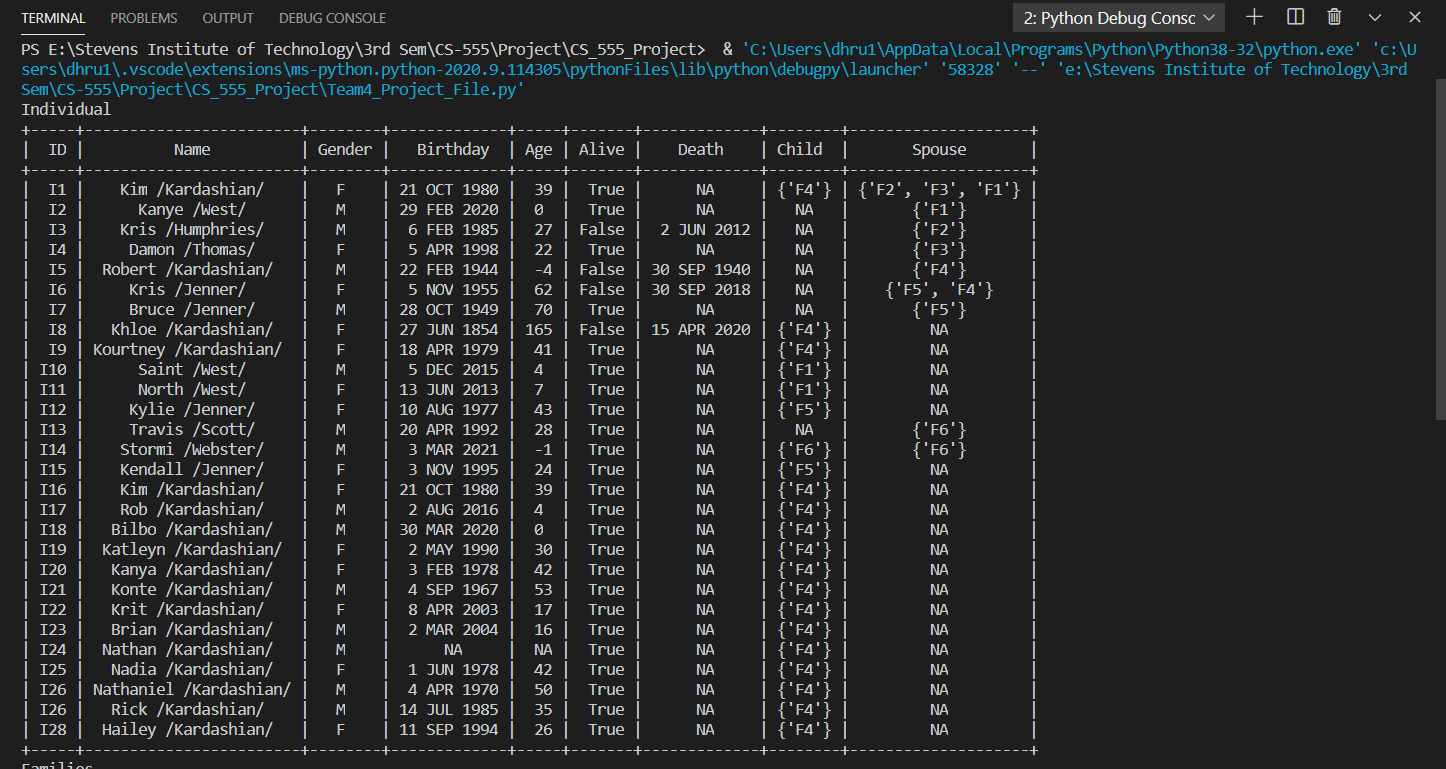 TERMINAL PROBLEMS OUTPUT DEBUG CONSOLE 2: Python Debug Consc
PS E:\Stevens Institute of Technology\3rd Sem\CS-555\Project\CS_555_Project>  & 'C:\Users\dhru1\AppData\Local\Programs\Python\Python38-32\python.exe' 'c:\U
sers\dhru1\.vscode\extensions\ms-python.python-2020.9.114305\pythonFiles\lib\python\debugpy\launcher' '58328' '--' 'e:\Stevens Institute of Technology\3rd
Sem\CS-555\Project\CS_555_Project\Team4_Project_File.py'
Individual
+-----+------------------------+--------+-------------+-----+-------+-------------+--------+--------------------+
| ID | Name | Gender | Birthday | Age | Alive | Death | Child | Spouse |
+-----+------------------------+--------+-------------+-----+-------+-------------+--------+--------------------+
| I1 | Kim /Kardashian/ | F | 21 OCT 1980 | 39 | True | NA | {'F4'} | {'F2', 'F3', 'F1'} |
| I2 | Kanye /West/ | M | 29 FEB 2020 | 0 | True | NA | NA | {'F1'} |
| I3 | Kris /Humphries/ | M | 6 FEB 1985 | 27 | False | 2 JUN 2012 | NA | {'F2'} |
| I4 | Damon /Thomas/ | F | 5 APR 1998 | 22 | True | NA | NA | {'F3'} |
| I5 | Robert /Kardashian/ | M | 22 FEB 1944 | -4 | False | 30 SEP 1940 | NA | {'F4'} |
| I6 | Kris /Jenner/ | F | 5 NOV 1955 | 62 | False | 30 SEP 2018 | NA | {'F5', 'F4'} |
| I7 | Bruce /Jenner/ | M | 28 OCT 1949 | 70 | True | NA | NA | {'F5'} |
| I8 | Khloe /Kardashian/ | F | 27 JUN 1854 | 165 | False | 15 APR 2020 | {'F4'} | NA |
| I9 | Kourtney /Kardashian/ | F | 18 APR 1979 | 41 | True | NA | {'F4'} | NA |
| I10 | Saint /West/ | M | 5 DEC 2015 | 4 | True | NA | {'F1'} | NA |
| I11 | North /West/ | F | 13 JUN 2013 | 7 | True | NA | {'F1'} | NA |
| I12 | Kylie /Jenner/ | F | 10 AUG 1977 | 43 | True | NA | {'F5'} | NA |
| I13 | Travis /Scott/ | M | 20 APR 1992 | 28 | True | NA | NA | {'F6'} |
| I14 | Stormi /Webster/ | M | 3 MAR 2021 | -1 | True | NA | {'F6'} | {'F6'} |
| I15 | Kendall /Jenner/ | F | 3 NOV 1995 | 24 | True | NA | {'F5'} | NA |
| I16 | Kim /Kardashian/ | F | 21 OCT 1980 | 39 | True | NA | {'F4'} | NA |
| I17 | Rob /Kardashian/ | M | 2 AUG 2016 | 4 | True | NA | {'F4'} | NA |
| I18 | Bilbo /Kardashian/ | M | 30 MAR 2020 | 0 | True | NA | {'F4'} | NA |
| I19 | Katleyn /Kardashian/ | F | 2 MAY 1990 | 30 | True | NA | {'F4'} | NA |
| I20 | Kanya /Kardashian/ | F | 3 FEB 1978 | 42 | True | NA | {'F4'} | NA |
| I21 | Konte /Kardashian/ | M | 4 SEP 1967 | 53 | True | NA | {'F4'} | NA |
| I22 | Krit /Kardashian/ | F | 8 APR 2003 | 17 | True | NA | {'F4'} | NA |
| I23 | Brian /Kardashian/ | M | 2 MAR 2004 | 16 | True | NA | {'F4'} | NA |
| I24 | Nathan /Kardashian/ | M | NA | NA | True | NA | {'F4'} | NA |
| I25 | Nadia /Kardashian/ | F | 1 JUN 1978 | 42 | True | NA | {'F4'} | NA |
| I26 | Nathaniel /Kardashian/ | M | 4 APR 1970 | 50 | True | NA | {'F4'} | NA |
| I26 | Rick /Kardashian/ | M | 14 JUL 1985 | 35 | True | NA | {'F4'} | NA |
| I28 | Hailey /Kardashian/ | F | 11 SEP 1994 | 26 | True | NA | {'F4'} | NA |
+-----+------------------------+--------+-------------+-----+-------+-------------+--------+--------------------+
Families